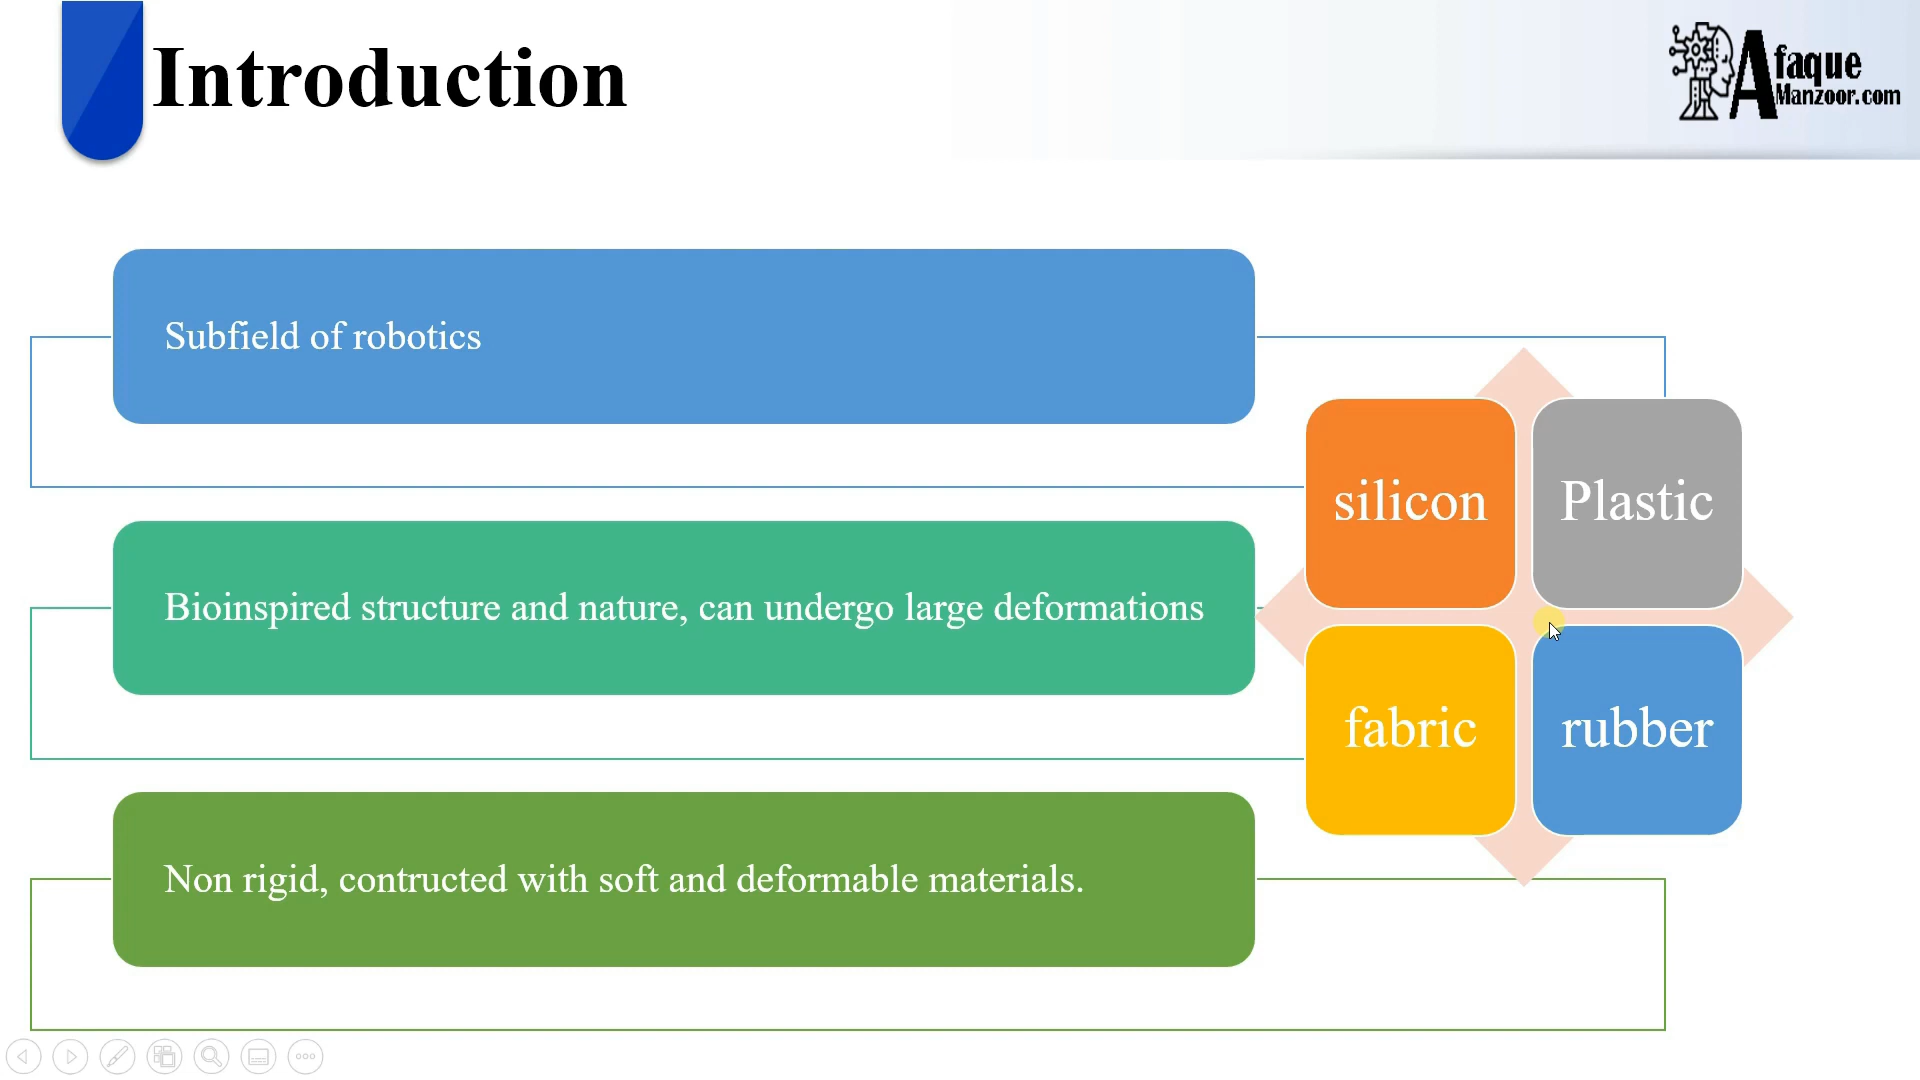 Introduction
Afaque
Manzoor.com
Subfield of robotics
silicon
Plastic
Bioinspired structure and nature, can undergo large deformations
fabric
rubber
Non rigid, contructed with soft and deformable materials.